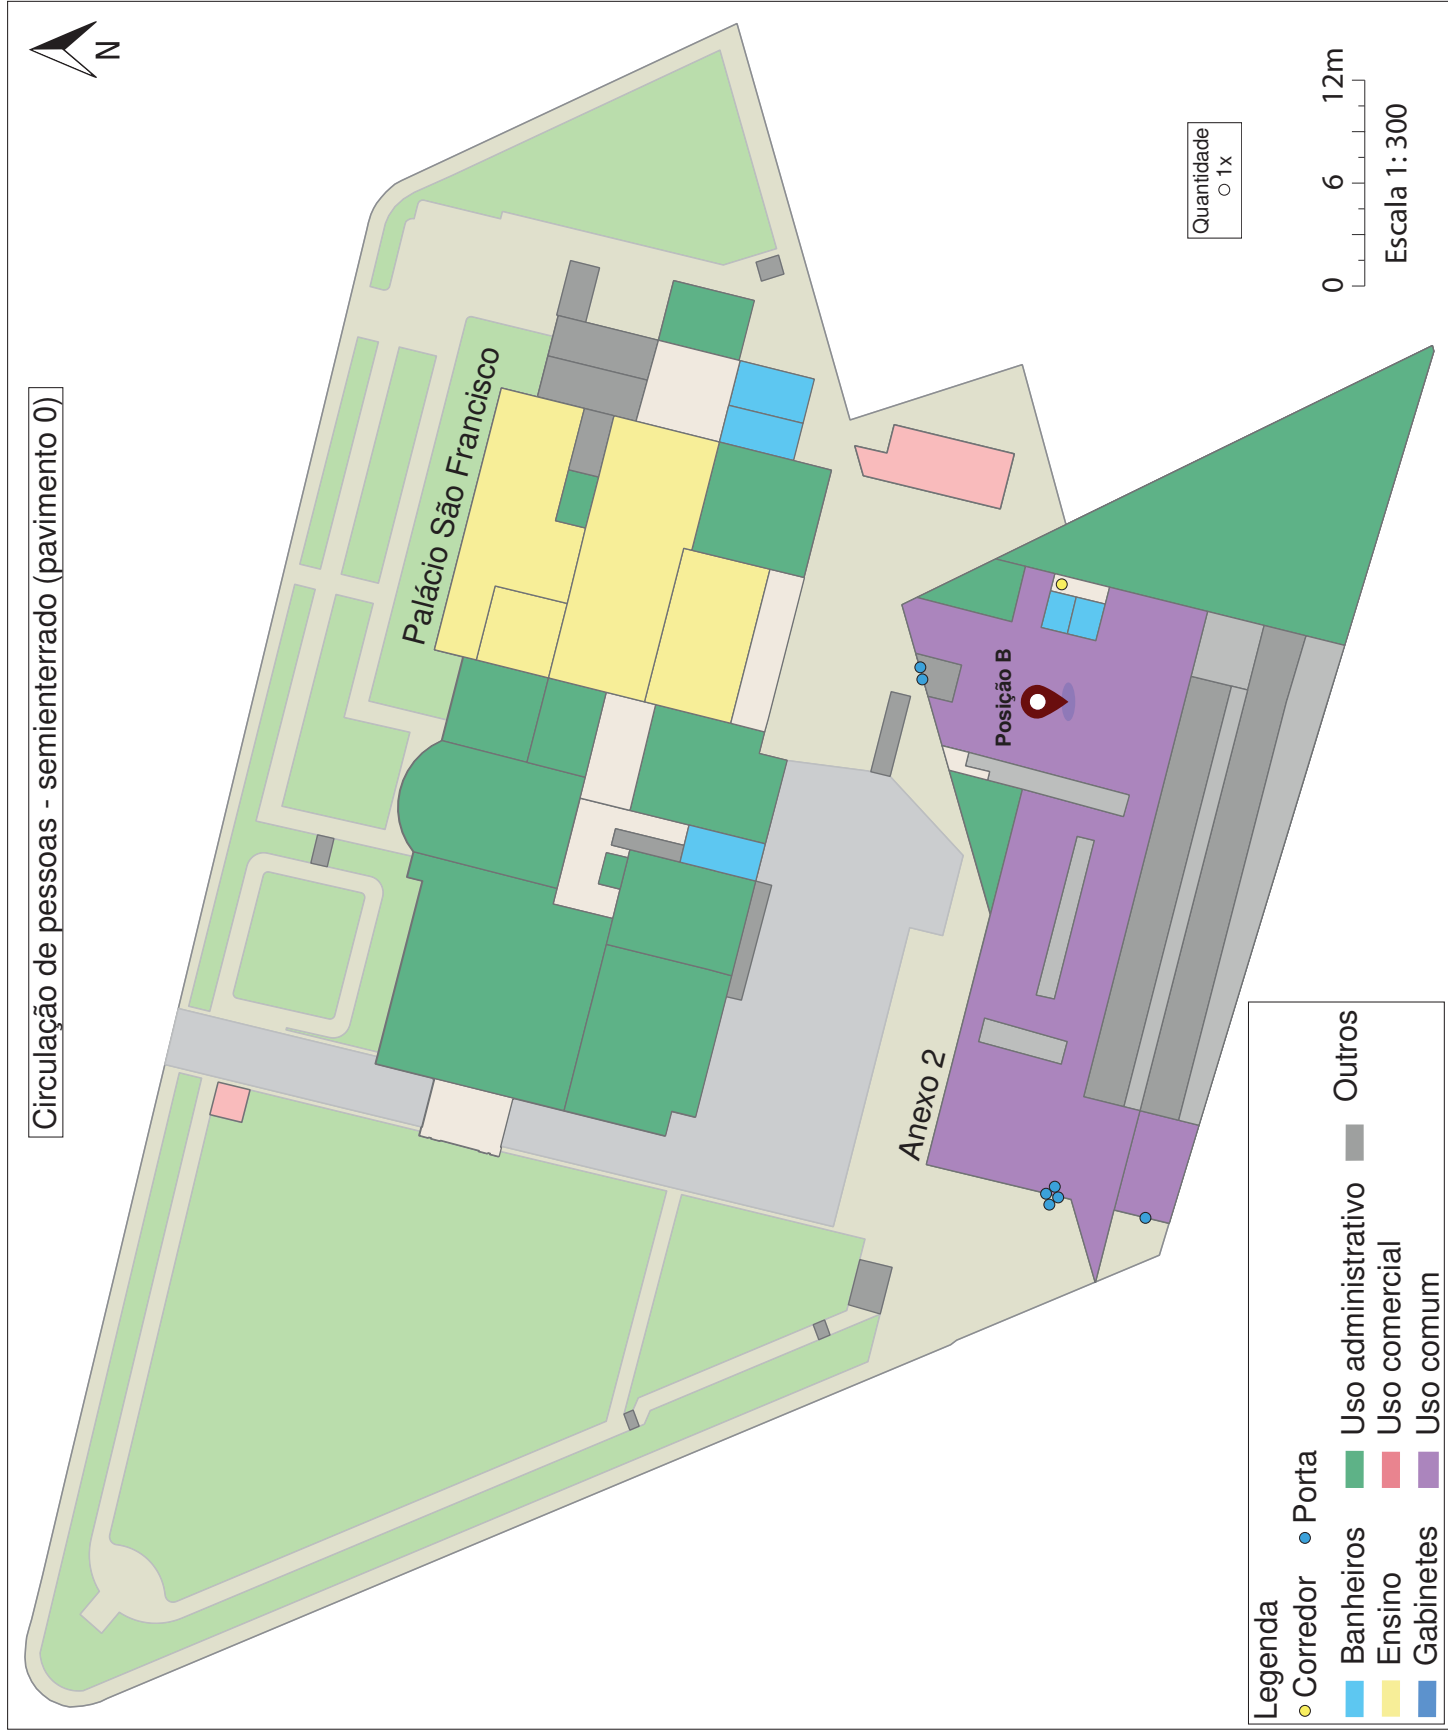 Circulação de pessoas - semienterrado (pavimento 0)
N
Palácio São Francisco
Posição B
Anexo 2
Quantidade
1x
0 6 12m
Escala 1: 300
Legenda
Corredor Porta
Banheiros Uso administrativo Outros
Ensino Uso comercial
Gabinetes Uso comum